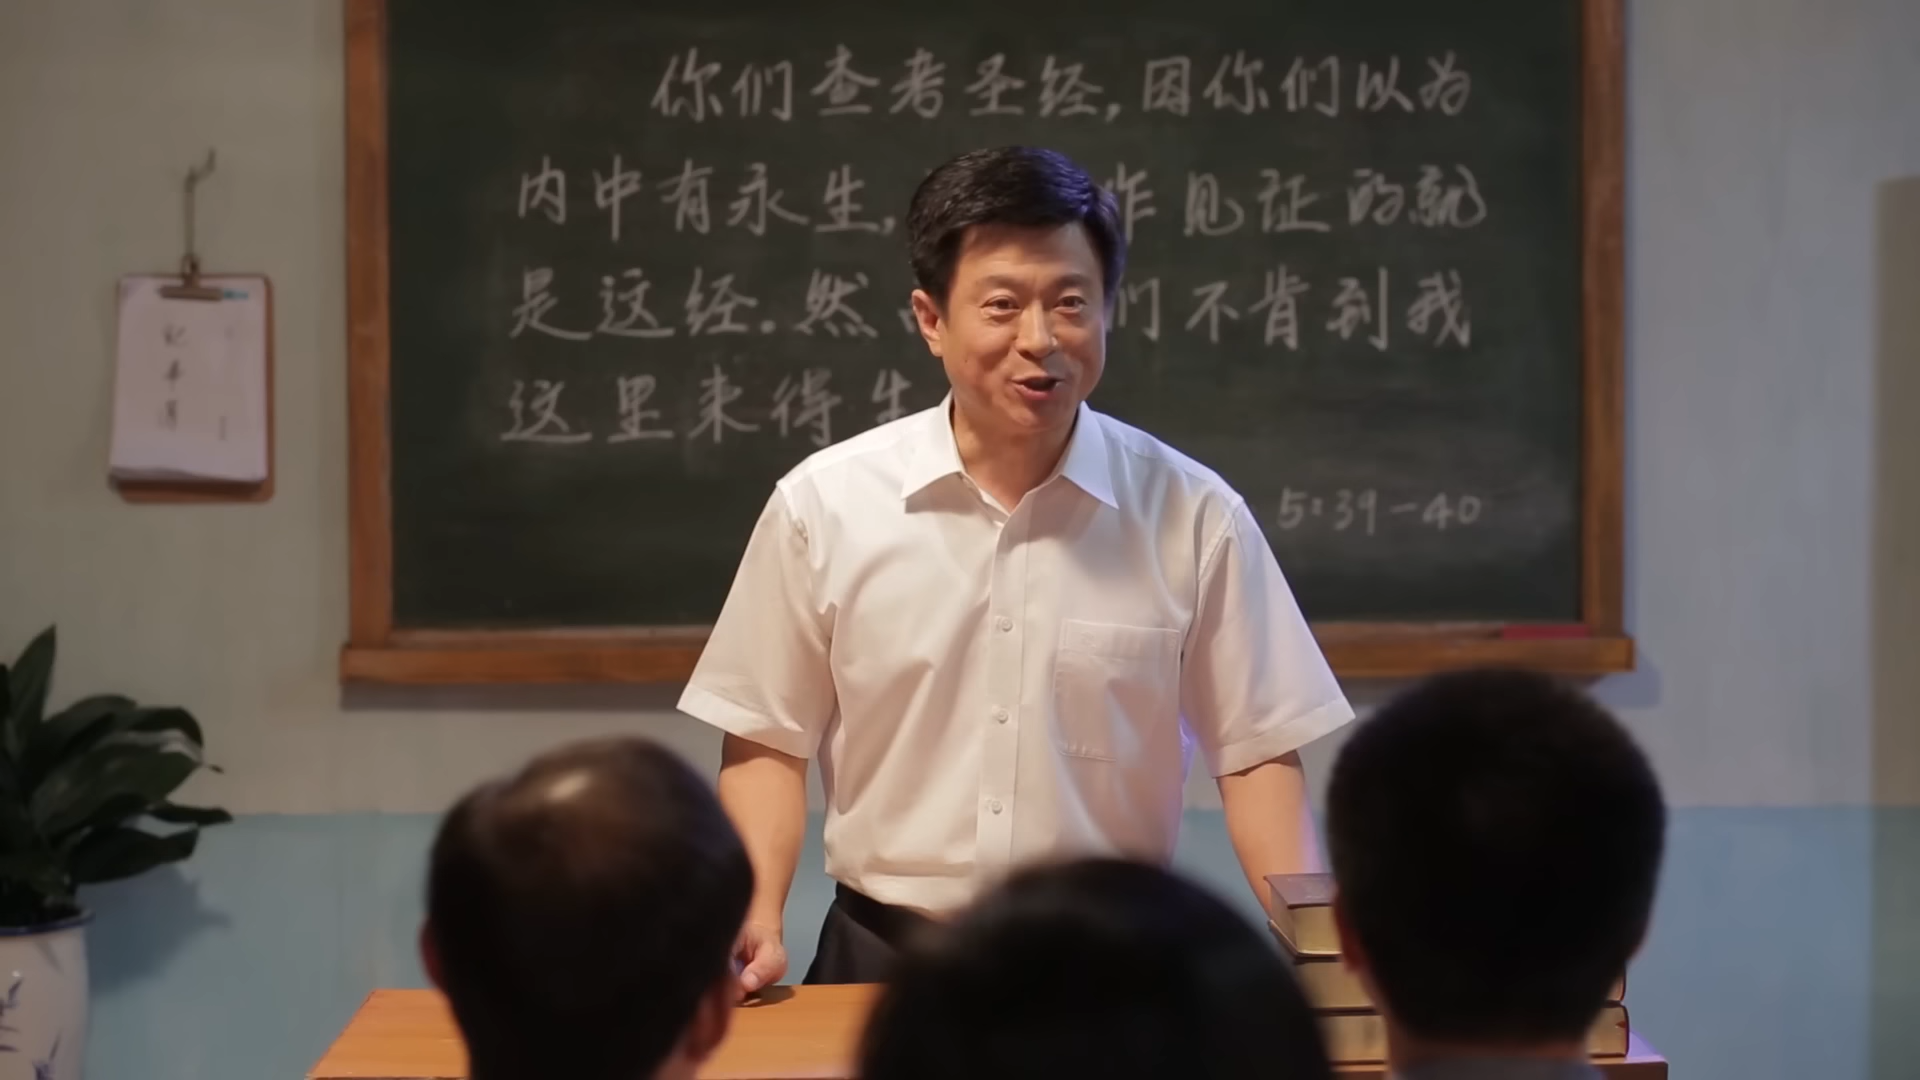 你们查考圣经,因你们以为
内中有永生, 作见证的就
是这经。然 们不肯到我
这里来得生
5:39-40